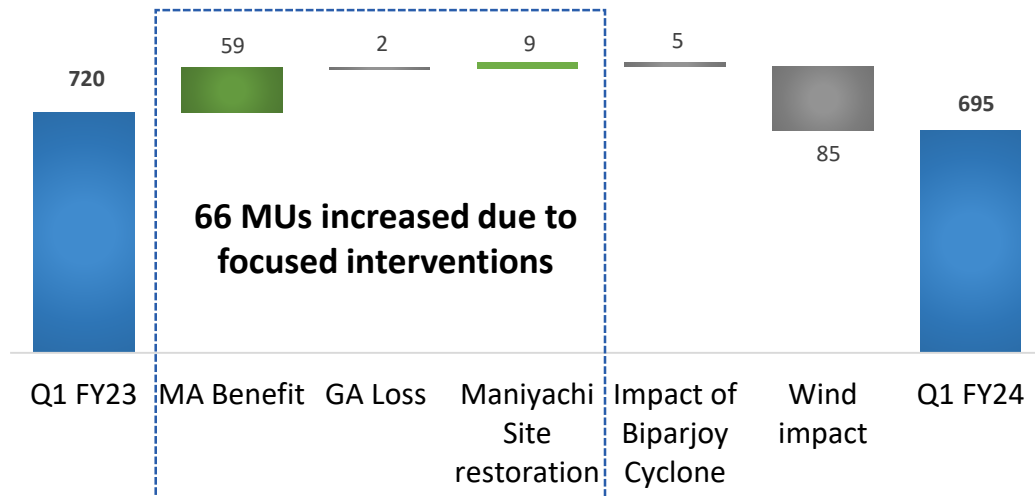 59
2
9
5
720
695
85
66 MUs increased due to
focused interventions
Q1 FY23
MA Benefit
GA Loss
Maniyachi
Site
restoration
Impact of
Biparjoy
Cyclone
Wind
impact
Q1 FY24